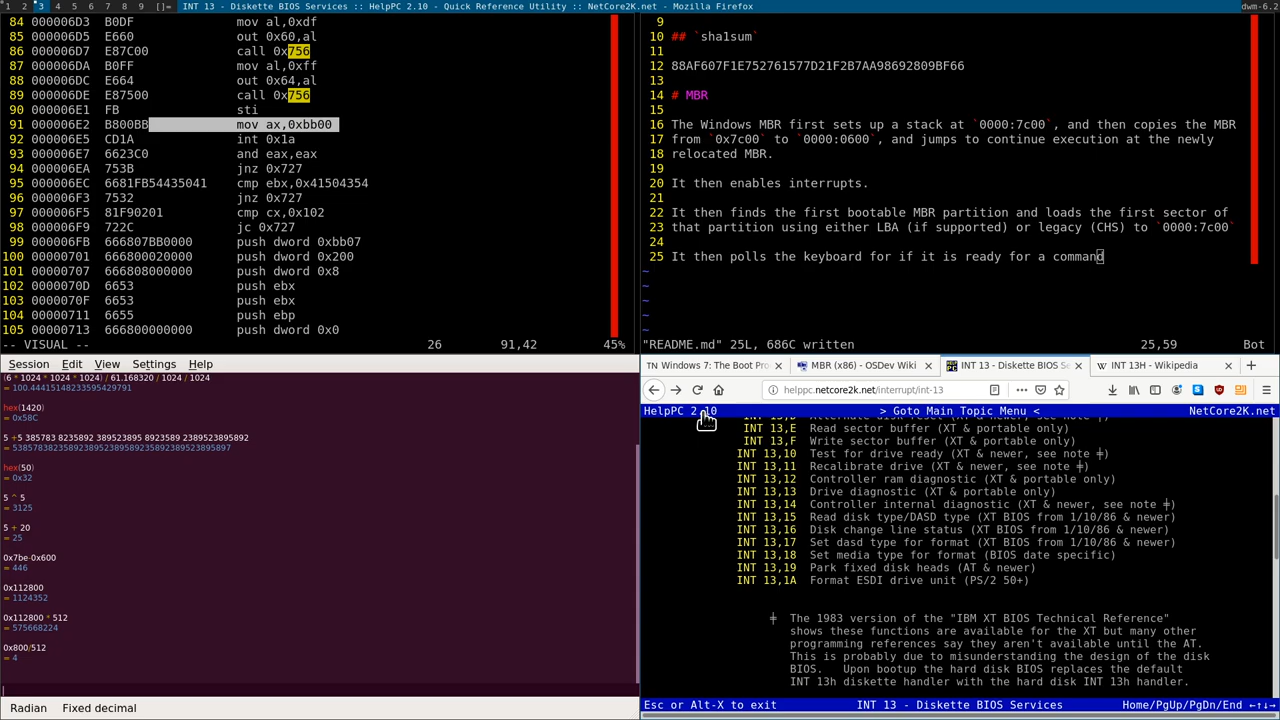 1 2 3 4 5 6 7 8 9 []= INT 13 - Diskette BIOS Services :: HelpPC 2.10 - Quick Reference Utility :: NetCore2K.net - Mozilla Firefox dwm-6.2
84 000006D3 B0DF mov al,0xdf
85 000006D5 E660 out 0x60,al
86 000006D7 E87C00 call 0x756
87 000006DA B0FF mov al,0xff
88 000006DC E664 out 0x64,al
89 000006DE E87500 call 0x756
90 000006E1 FB sti
91 000006E2 B800BB mov ax,0xbb00
92 000006E5 CD1A int 0x1a
93 000006E7 6623C0 and eax,eax
94 000006EA 753B jnz 0x727
95 000006EC 6681FB54435041 cmp ebx,0x41504354
96 000006F3 7532 jnz 0x727
97 000006F5 81F90201 cmp cx,0x102
98 000006F9 722C jc 0x727
99 000006FB 666807BB0000 push dword 0xbb07
100 00000701 666800020000 push dword 0x200
101 00000707 666808000000 push dword 0x8
102 0000070D 6653 push ebx
103 0000070F 6653 push ebx
104 00000711 6655 push ebp
105 00000713 666800000000 push dword 0x0
-- VISUAL -- 26 91,42 45%
9
10 ## `sha1sum`
11
12 88AF607F1E752761577D21F2B7AA98692809BF66
13
14 # MBR
15
16 The Windows MBR first sets up a stack at `0000:7c00`, and then copies the MBR
17 from `0x7c00` to `0000:0600`, and jumps to continue execution at the newly
18 relocated MBR.
19
20 It then enables interrupts.
21
22 It then finds the first bootable MBR partition and loads the first sector of
23 that partition using either LBA (if supported) or legacy (CHS) to `0000:7c00`
24
25 It then polls the keyboard for if it is ready for a command
~
~
~
~
~
"README.md" 25L, 686C written 25,59 Bot
Session Edit View Settings Help
(6 * 1024 * 1024 * 1024) / 61.168320 / 1024 / 1024
= 100.44415148233595429791
hex(1420)
= 0x58C
5 +5 385783 8235892 389523895 8923589 2389523895892
= 53857838235892389523895892358923895238958​97
hex(50)
= 0x32
5 ^ 5
= 3125
5 + 20
= 25
0x7be-0x600
= 446
0x112800
= 1124352
0x112800 * 512
= 575668224
0x800/512
= 4
Radian Fixed decimal
TN Windows 7: The Boot Pro MBR (x86) - OSDev Wiki INT 13 - Diskette BIOS Se INT 13H - Wikipedia
helppc.netcore2k.net/interrupt/int-13
HelpPC 2.10 > Goto Main Topic Menu < NetCore2K.net
INT 13,E Read sector buffer (XT & portable only)
INT 13,F Write sector buffer (XT & portable only)
INT 13,10 Test for drive ready (XT & newer, see note ╪)
INT 13,11 Recalibrate drive (XT & newer, see note ╪)
INT 13,12 Controller ram diagnostic (XT & portable only)
INT 13,13 Drive diagnostic (XT & portable only)
INT 13,14 Controller internal diagnostic (XT & newer, see note ╪)
INT 13,15 Read disk type/DASD type (XT BIOS from 1/10/86 & newer)
INT 13,16 Disk change line status (XT BIOS from 1/10/86 & newer)
INT 13,17 Set dasd type for format (XT BIOS from 1/10/86 & newer)
INT 13,18 Set media type for format (BIOS date specific)
INT 13,19 Park fixed disk heads (AT & newer)
INT 13,1A Format ESDI drive unit (PS/2 50+)
╪ The 1983 version of the "IBM XT BIOS Technical Reference"
shows these functions are available for the XT but many other
programming references say they aren't available until the AT.
This is probably due to misunderstanding the design of the disk
BIOS. Upon bootup the hard disk BIOS replaces the default
INT 13h diskette handler with the hard disk INT 13h handler.
Esc or Alt-X to exit INT 13 - Diskette BIOS Services Home/PgUp/PgDn/End ←↑↓→